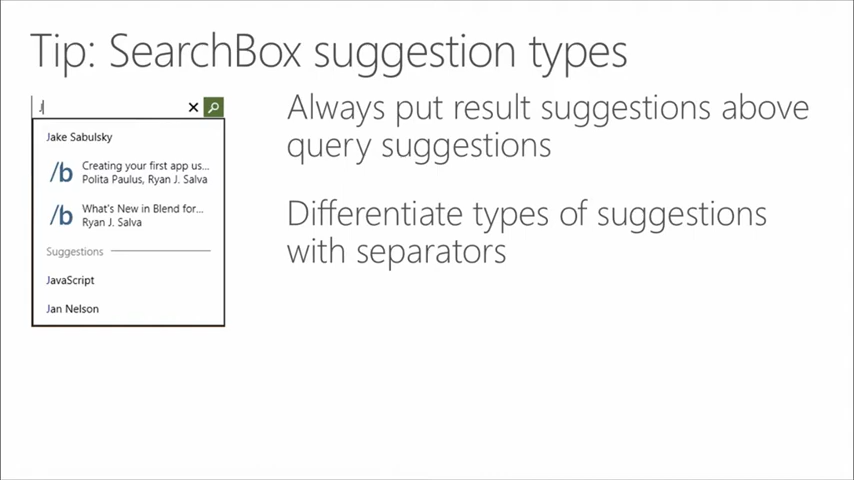 Tip: SearchBox suggestion types
J
Jake Sabulsky
/b
Creating your first app us...
Polita Paulus, Ryan J. Salva
/b
What's New in Blend for...
Ryan J. Salva
Suggestions
JavaScript
Jan Nelson
Always put result suggestions above
query suggestions
Differentiate types of suggestions
with separators